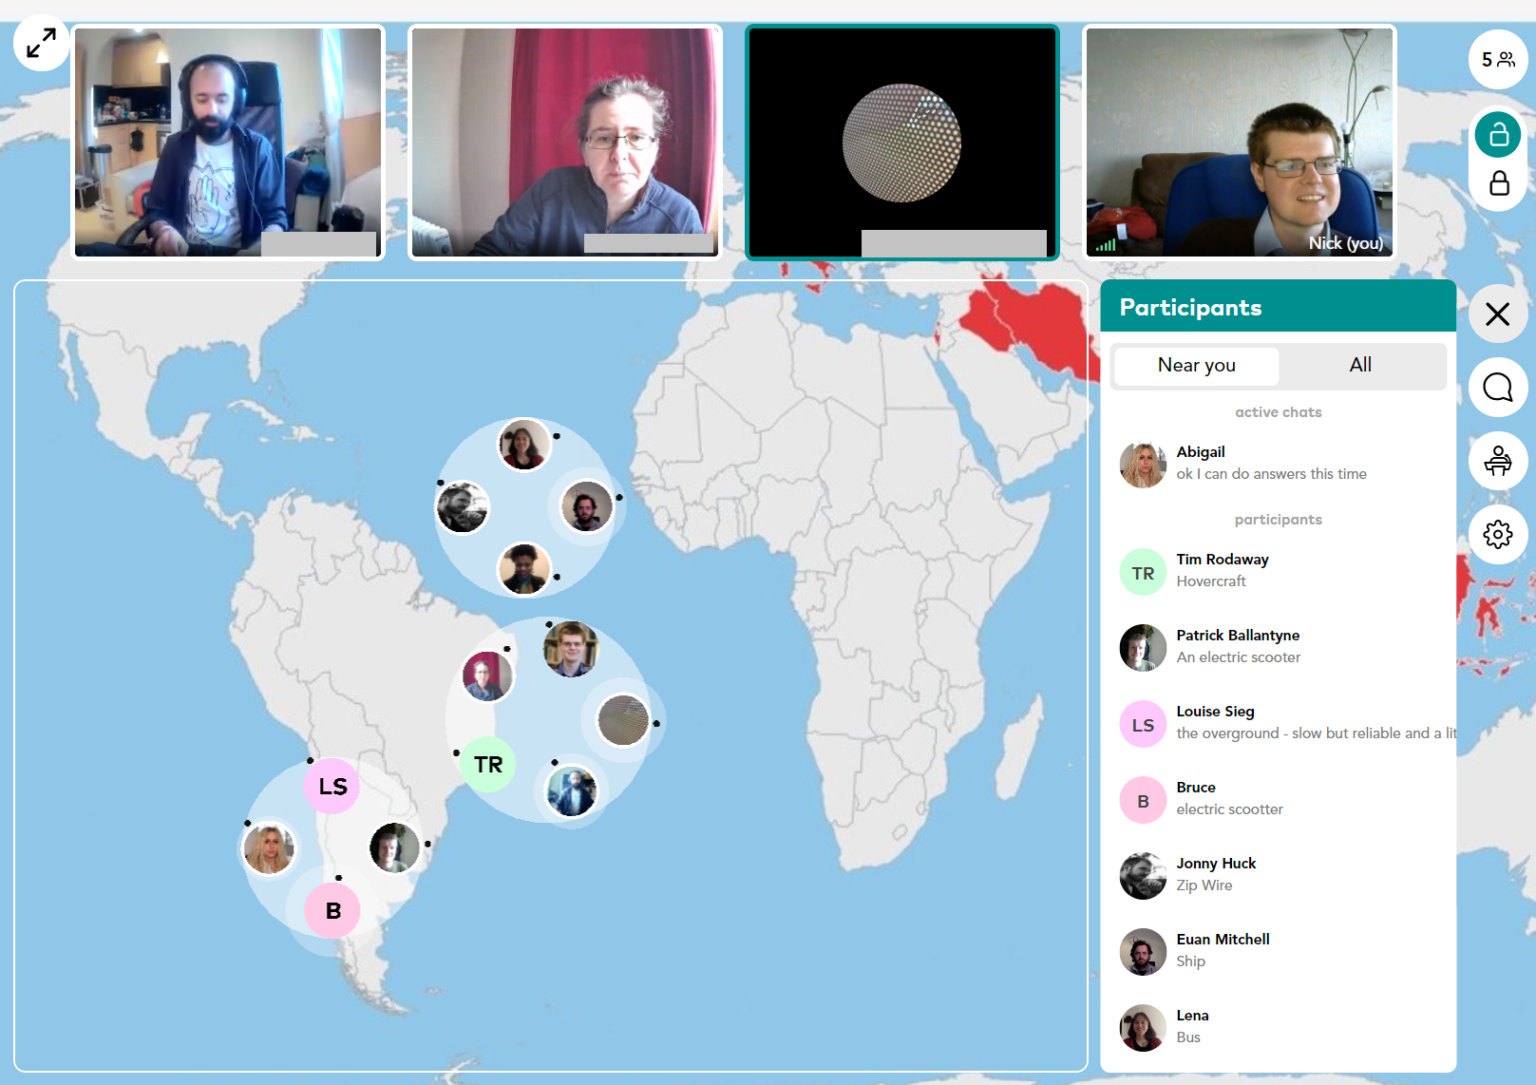 5
Nick (you)
Participants
Near you
All
active chats
Abigail
ok I can do answers this time
participants
TR
Tim Rodaway
Hovercraft
Patrick Ballantyne
An electric scooter
LS
Louise Sieg
the overground - slow but reliable and a lit
B
Bruce
electric scootter
Jonny Huck
Zip Wire
Euan Mitchell
Ship
Lena
Bus
TR
LS
B